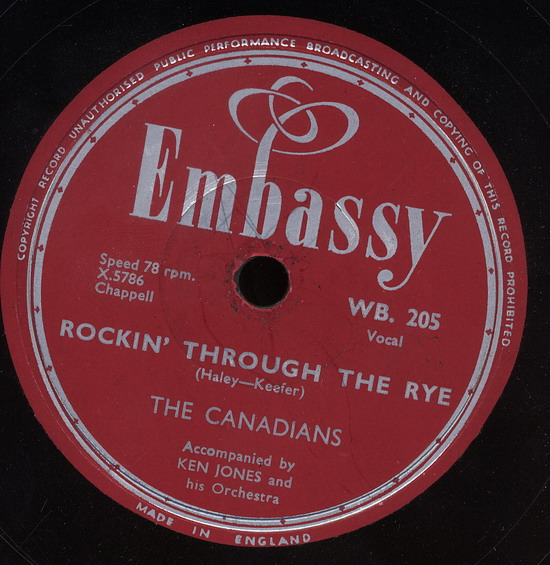 COPYRIGHT RECORD UNAUTHORISED PUBLIC PERFORMANCE BROADCASTING AND COPYING OF THIS RECORD PROHIBITED
Embassy
Speed 78 rpm.
X.5786
Chappell
WB. 205
Vocal
ROCKIN' THROUGH THE RYE
(Haley—Keefer)
THE CANADIANS
Accompanied by
KEN JONES and
his Orchestra
MADE IN ENGLAND